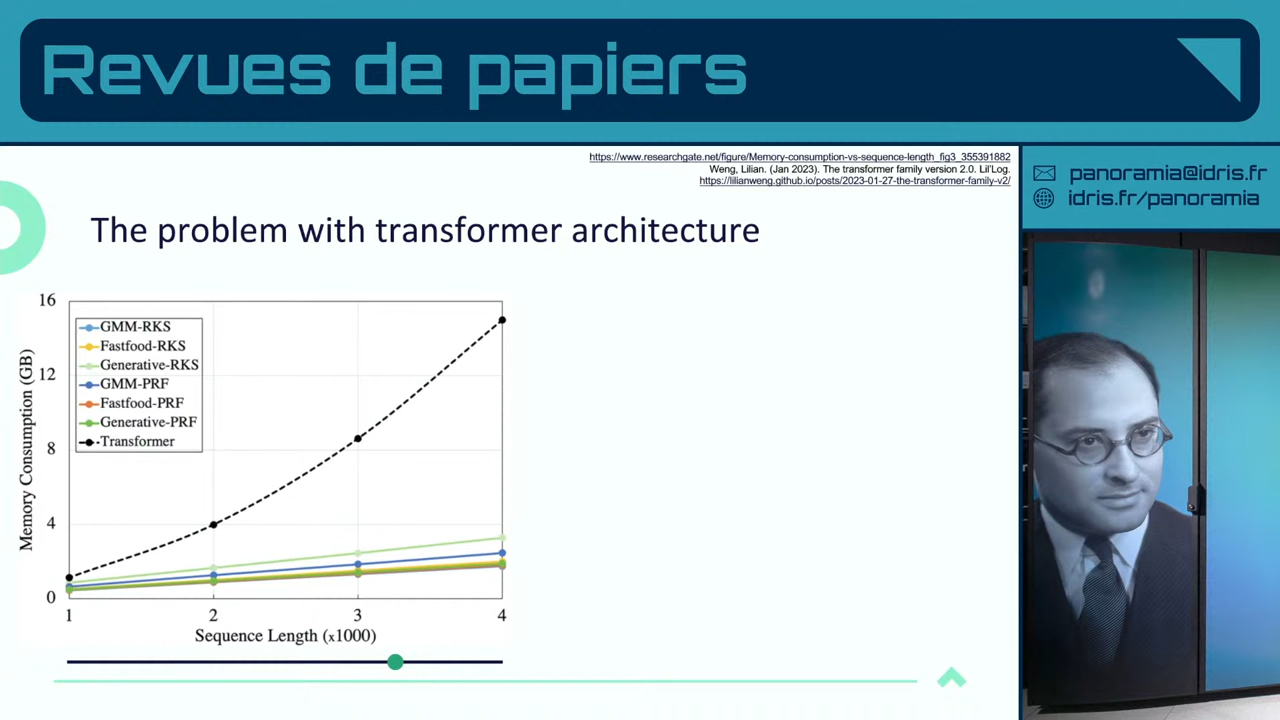 Revues de papiers
https://www.researchgate.net/figure/Memory-consumption-vs-sequence-length_fig3_355391882
Weng, Lilian. (Jan 2023). The transformer family version 2.0. Lil'Log.
https://lilianweng.github.io/posts/2023-01-27-the-transformer-family-v2/
panoramia@idris.fr
idris.fr/panoramia
The problem with transformer architecture
16
12
8
4
0
Memory Consumption (GB)
GMM-RKS
Fastfood-RKS
Generative-RKS
GMM-PRF
Fastfood-PRF
Generative-PRF
Transformer
1 2 3 4
Sequence Length (x1000)